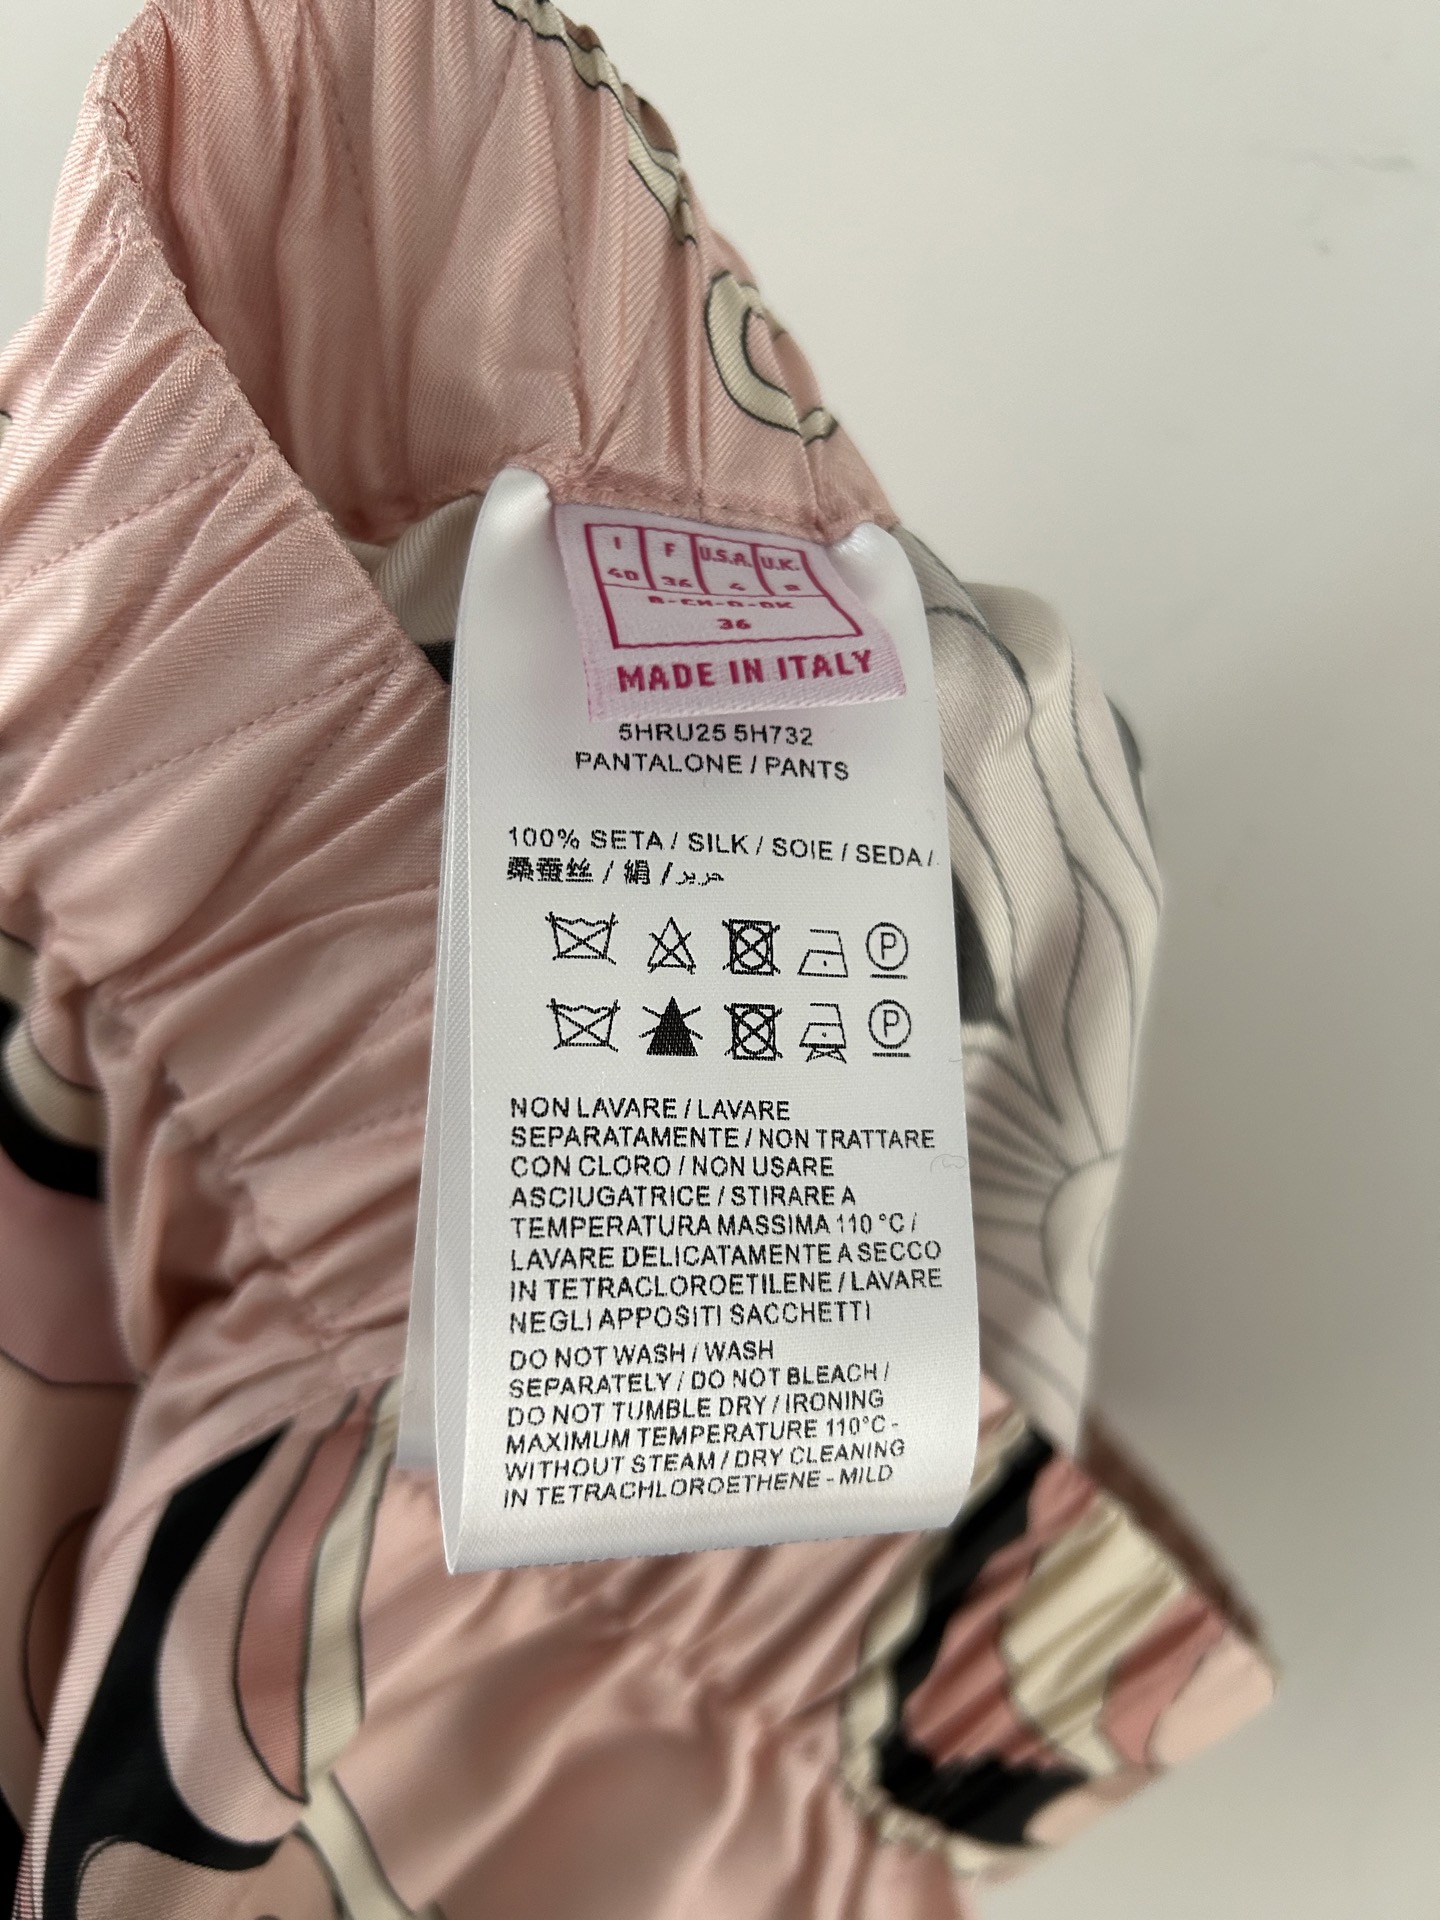 I F U.S.A. U.K.
40 36 4 8
B-CH-D-DK
36
MADE IN ITALY
5HRU25 5H732
PANTALONE / PANTS
100% SETA / SILK / SOIE / SEDA /
桑蚕丝 / 絹 / حرير
P
P
NON LAVARE / LAVARE
SEPARATAMENTE / NON TRATTARE
CON CLORO / NON USARE
ASCIUGATRICE / STIRARE A
TEMPERATURA MASSIMA 110 °C /
LAVARE DELICATAMENTE A SECCO
IN TETRACLOROETILENE / LAVARE
NEGLI APPOSITI SACCHETTI
DO NOT WASH / WASH
SEPARATELY / DO NOT BLEACH /
DO NOT TUMBLE DRY / IRONING
MAXIMUM TEMPERATURE 110°C -
WITHOUT STEAM / DRY CLEANING
IN TETRACHLOROETHENE - MILD